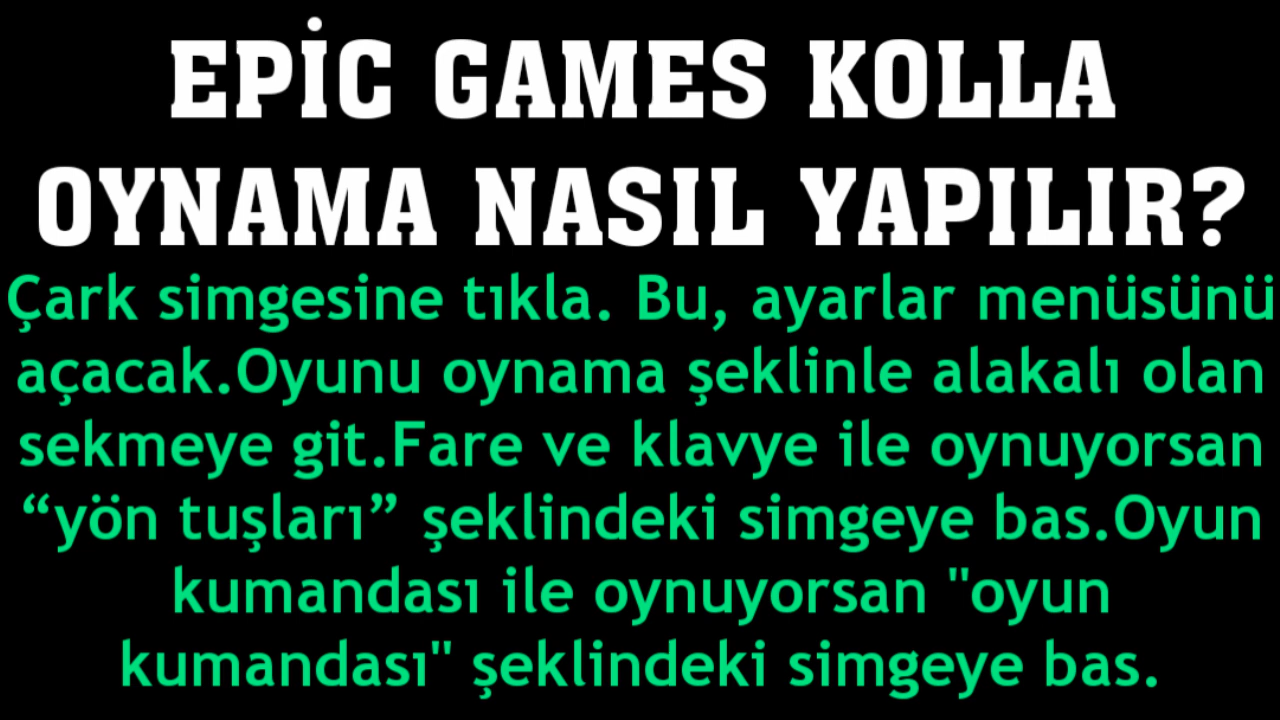 EPİC GAMES KOLLA
OYNAMA NASIL YAPILIR?
Çark simgesine tıkla. Bu, ayarlar menüsünü
açacak.Oyunu oynama şeklinle alakalı olan
sekmeye git.Fare ve klavye ile oynuyorsan
“yön tuşları” şeklindeki simgeye bas.Oyun
kumandası ile oynuyorsan "oyun
kumandası" şeklindeki simgeye bas.